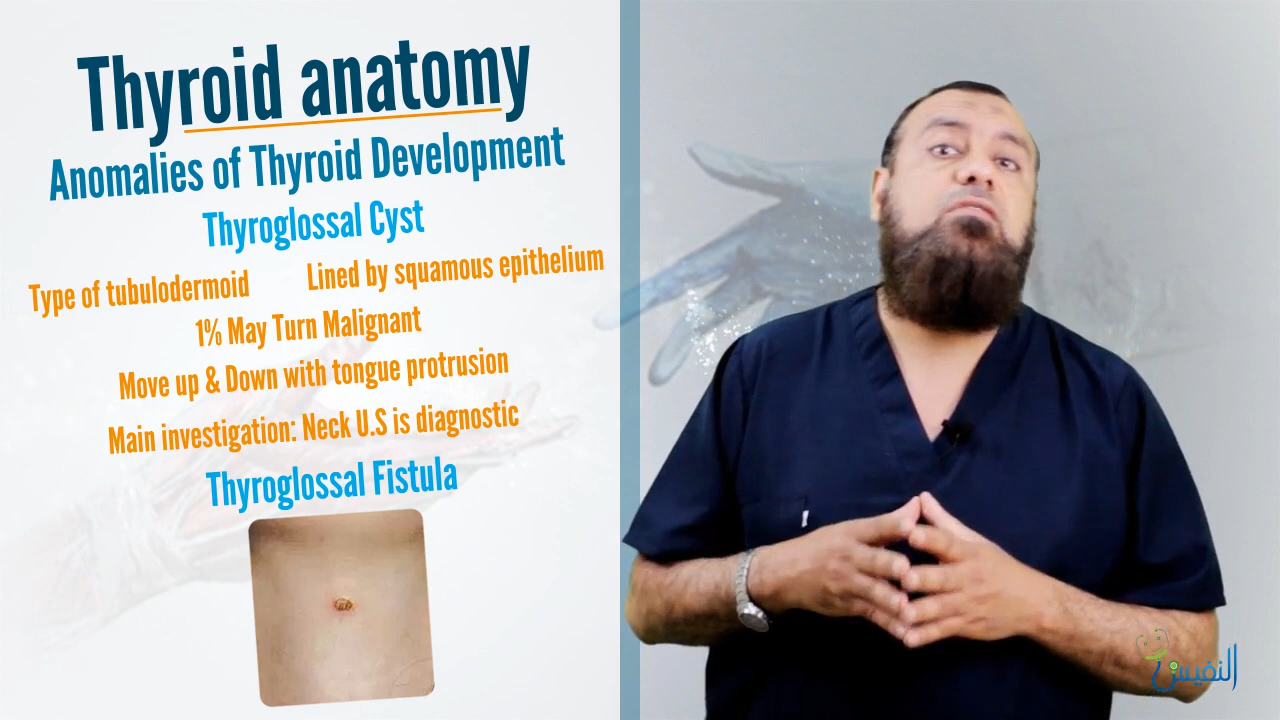 Thyroid anatomy
Anomalies of Thyroid Development
Thyroglossal Cyst
Type of tubulodermoid Lined by squamous epithelium
1% May Turn Malignant
Move up & Down with tongue protrusion
Main investigation: Neck U.S is diagnostic
Thyroglossal Fistula
النفيس